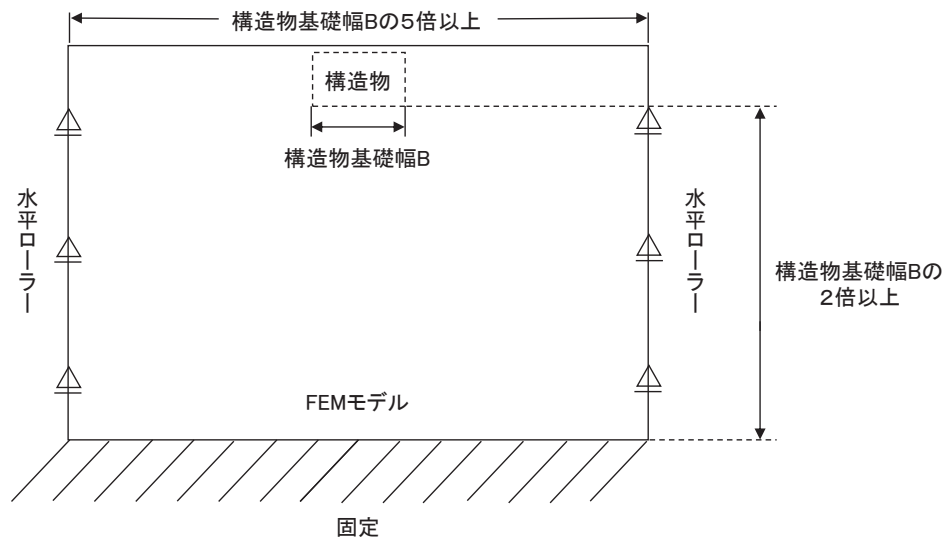 構造物基礎幅Bの5倍以上
構造物
構造物基礎幅B
水平ローラー
水平ローラー
構造物基礎幅Bの
2倍以上
FEMモデル
固定